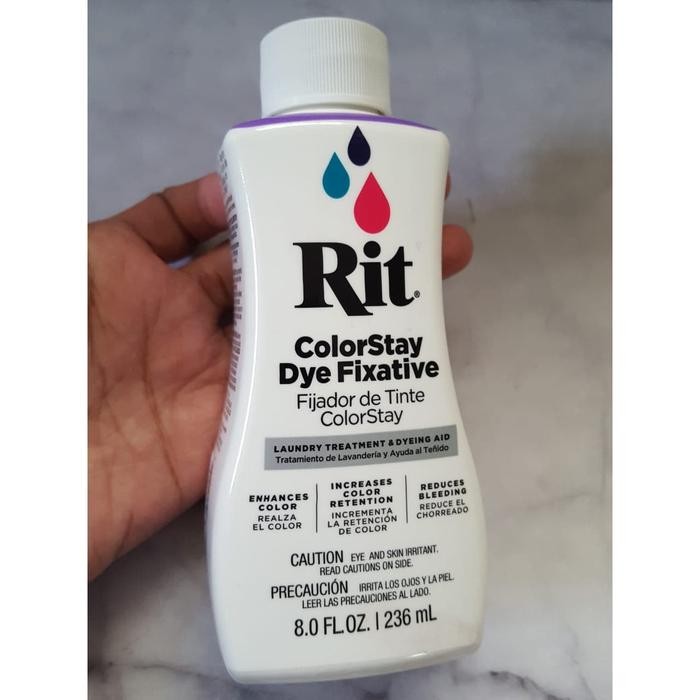 Rit®
ColorStay
Dye Fixative
Fijador de Tinte
ColorStay
LAUNDRY TREATMENT & DYEING AID
Tratamiento de Lavandería y Ayuda al Teñido
ENHANCES
COLOR
REALZA
EL COLOR
INCREASES
COLOR
RETENTION
INCREMENTA
LA RETENCIÓN
DE COLOR
REDUCES
BLEEDING
REDUCE EL
CHORREADO
CAUTION EYE AND SKIN IRRITANT.
READ CAUTIONS ON SIDE.
PRECAUCIÓN IRRITA LOS OJOS Y LA PIEL.
LEER LAS PRECAUCIONES AL LADO.
8.0 FL.OZ. | 236 mL